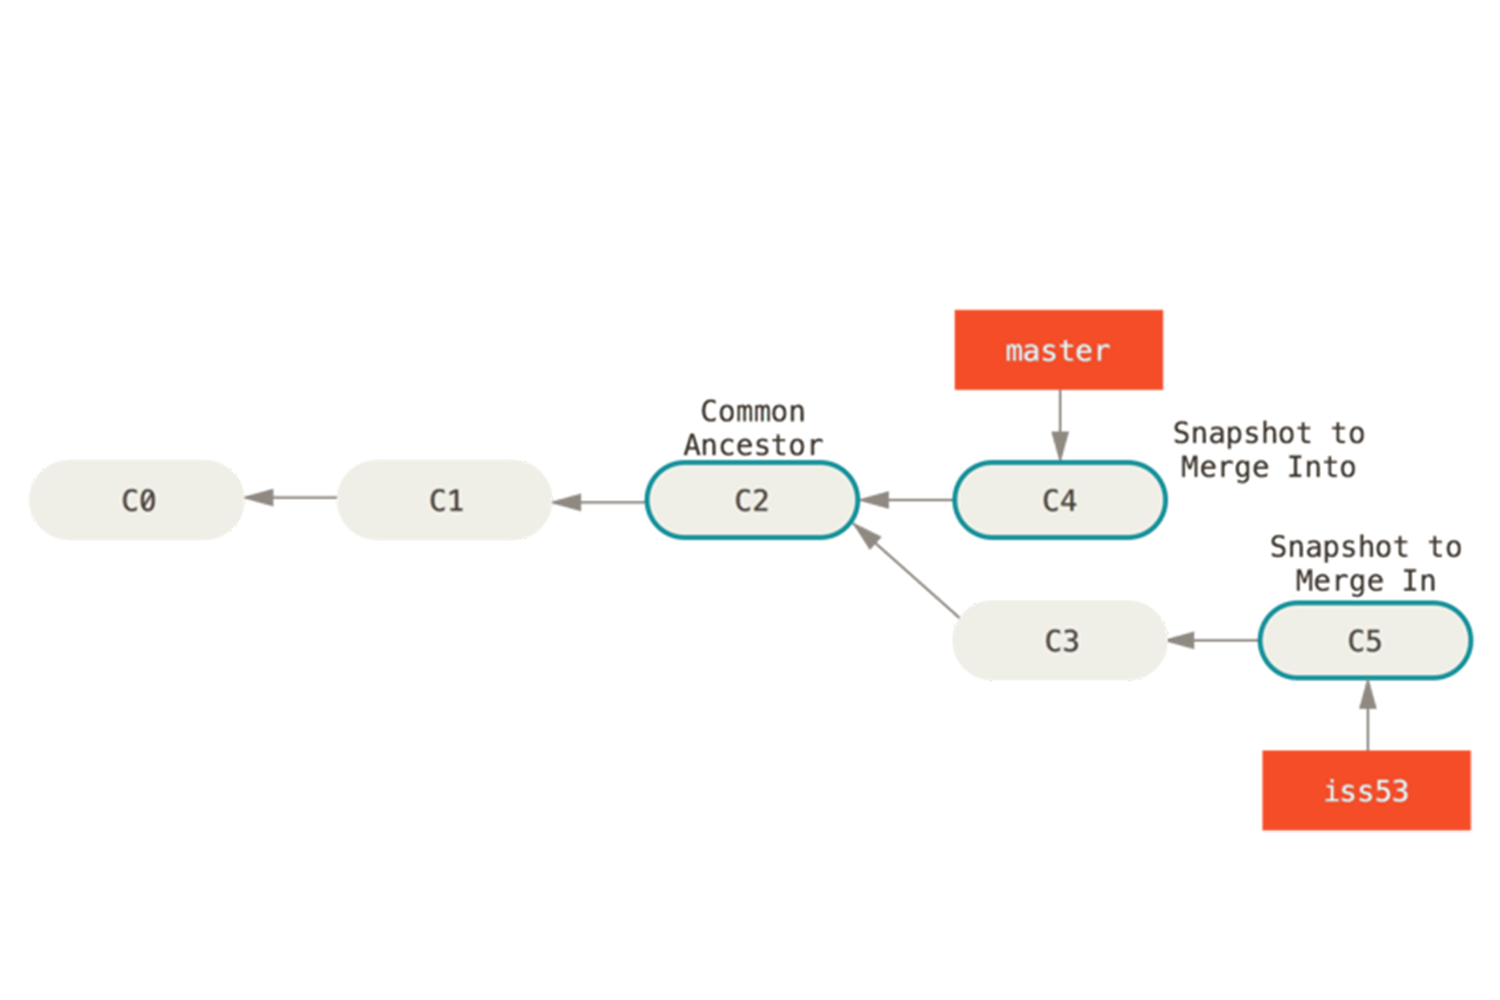 master
Common
Ancestor
Snapshot to
Merge Into
C0
C1
C2
C4
Snapshot to
Merge In
C3
C5
iss53